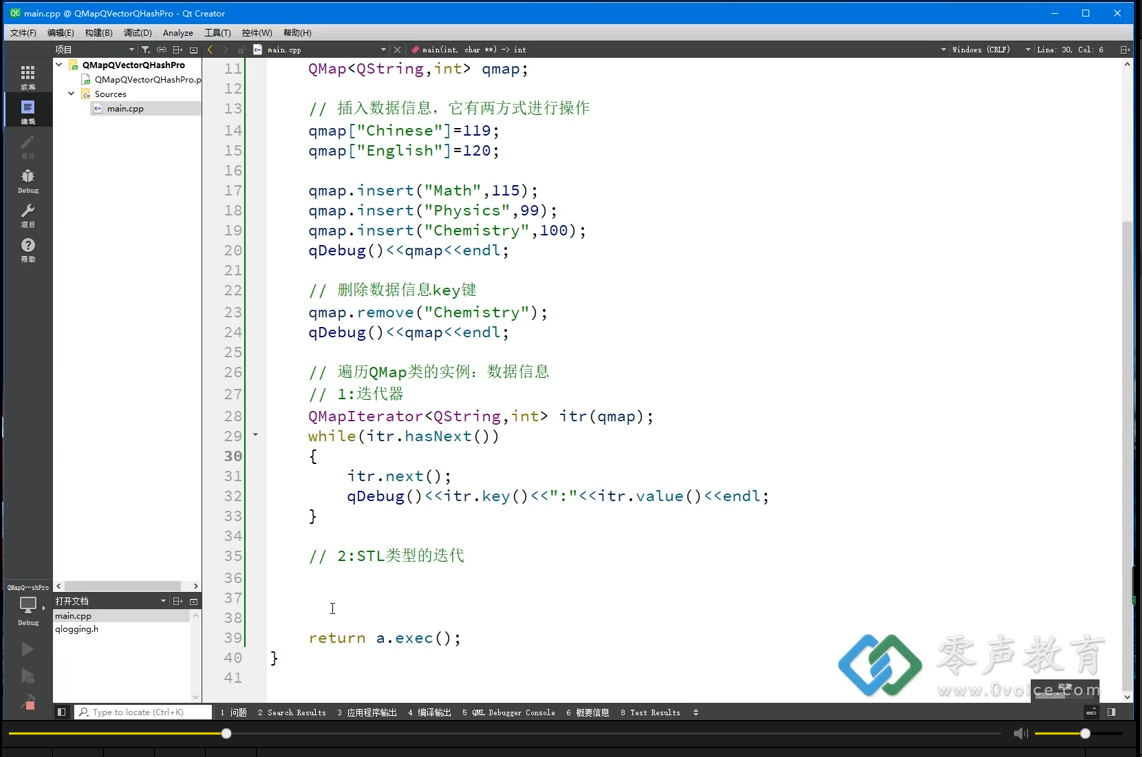 main.cpp @ QMapQVectorQHashPro - Qt Creator
文件(F) 编辑(E) 构建(B) 调试(D) Analyze 工具(T) 控件(W) 帮助(H)
项目
main.cpp
main(int, char **) -> int
Windows (CRLF)
Line: 30, Col: 6
欢迎
编辑
设计
Debug
项目
帮助
QMapQVectorQHashPro
QMapQVectorQHashPro.p
Sources
main.cpp
11 QMap<QString,int> qmap;
12
13 // 插入数据信息，它有两方式进行操作
14 qmap["Chinese"]=119;
15 qmap["English"]=120;
16
17 qmap.insert("Math",115);
18 qmap.insert("Physics",99);
19 qmap.insert("Chemistry",100);
20 qDebug()<<qmap<<endl;
21
22 // 删除数据信息key键
23 qmap.remove("Chemistry");
24 qDebug()<<qmap<<endl;
25
26 // 遍历QMap类的实例：数据信息
27 // 1:迭代器
28 QMapIterator<QString,int> itr(qmap);
29 while(itr.hasNext())
30 {
31 itr.next();
32 qDebug()<<itr.key()<<":"<<itr.value()<<endl;
33 }
34
35 // 2:STL类型的迭代
36
37
38
39 return a.exec();
40 }
41
QMapQ···shPro
Debug
打开文档
main.cpp
qlogging.h
零声教育
www.0voice.com
构建
Type to locate (Ctrl+K)
1 问题 2 Search Results 3 应用程序输出 4 编译输出 5 QML Debugger Console 6 概要信息 8 Test Results